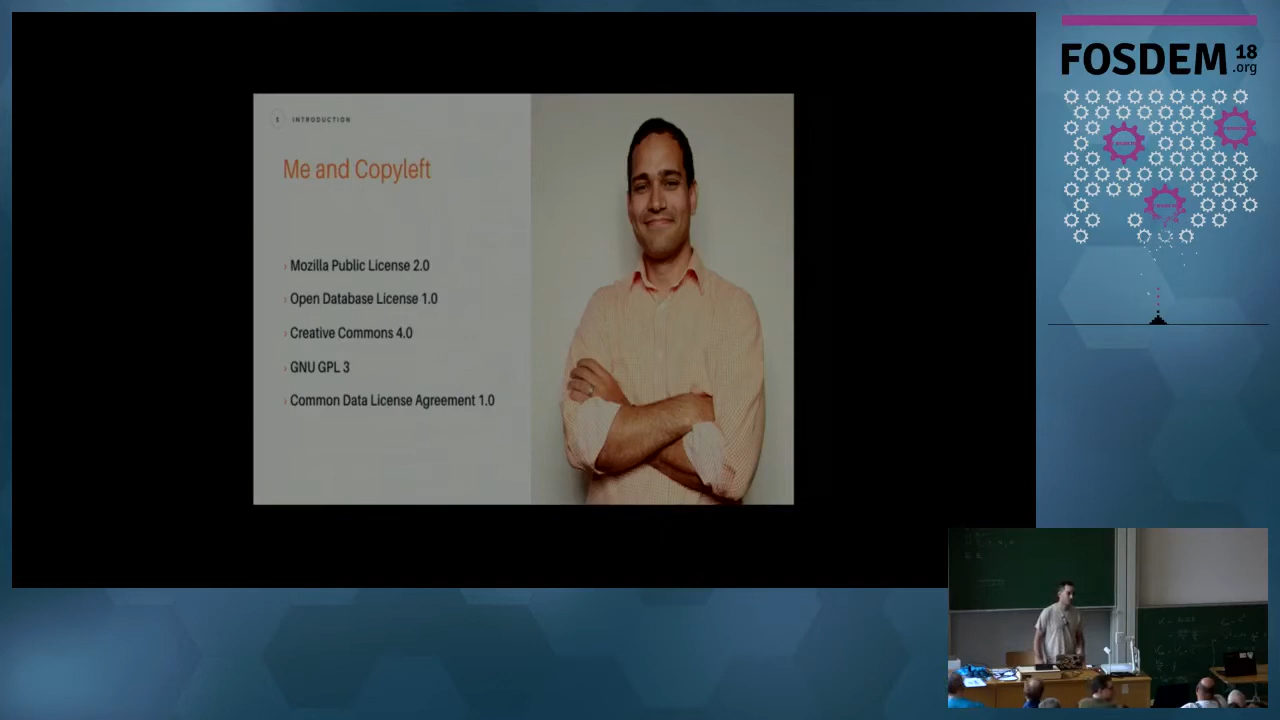 INTRODUCTION
Me and Copyleft
› Mozilla Public License 2.0
› Open Database License 1.0
› Creative Commons 4.0
› GNU GPL 3
› Common Data License Agreement 1.0
FOSDEM 18
.org